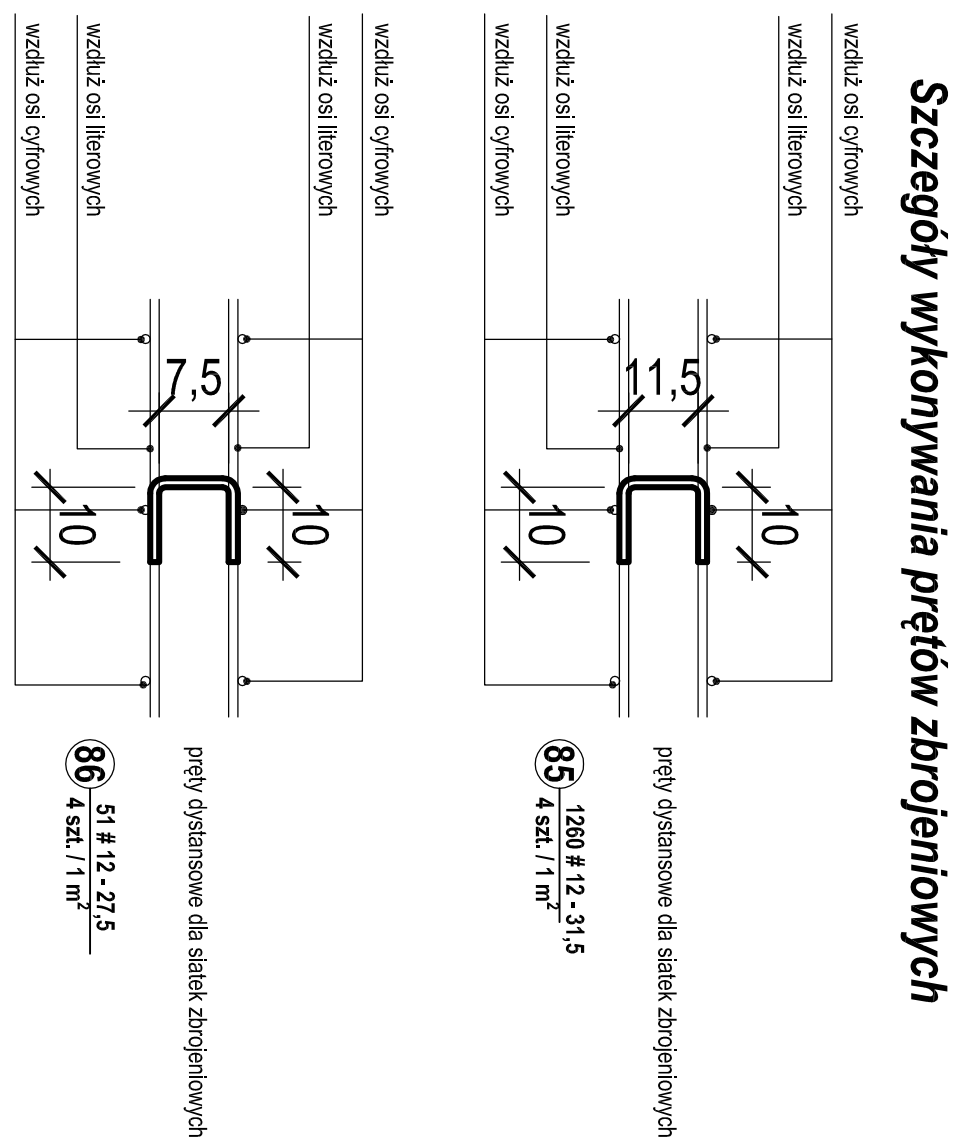 Szczegóły wykonywania prętów zbrojeniowych
wzdłuż osi cyfrowych
wzdłuż osi literowych
11,5
10
10
wzdłuż osi literowych
wzdłuż osi cyfrowych
pręty dystansowe dla siatek zbrojeniowych
85
1260 # 12 - 31,5
4 szt. / 1 m²
wzdłuż osi cyfrowych
wzdłuż osi literowych
7,5
10
10
wzdłuż osi literowych
wzdłuż osi cyfrowych
pręty dystansowe dla siatek zbrojeniowych
86
51 # 12 - 27,5
4 szt. / 1 m²